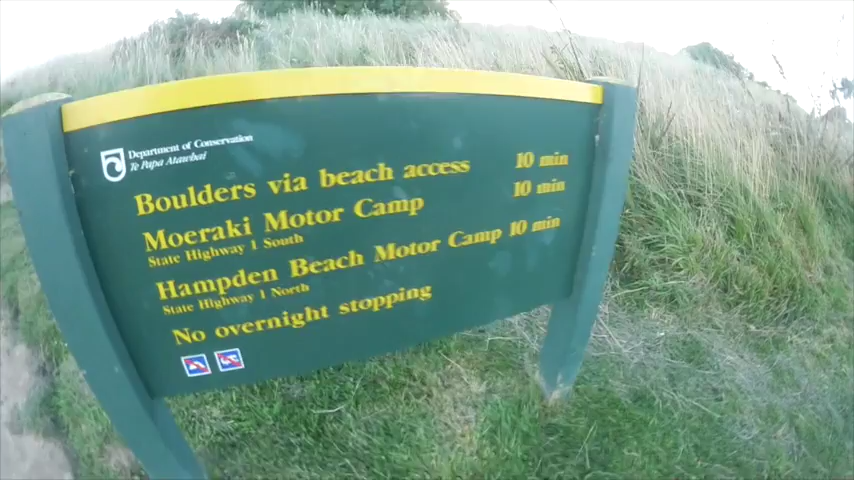 Department of Conservation
Te Papa Atawhai
Boulders via beach access 10 min
Moeraki Motor Camp 10 min
State Highway 1 South
Hampden Beach Motor Camp 10 min
State Highway 1 North
No overnight stopping